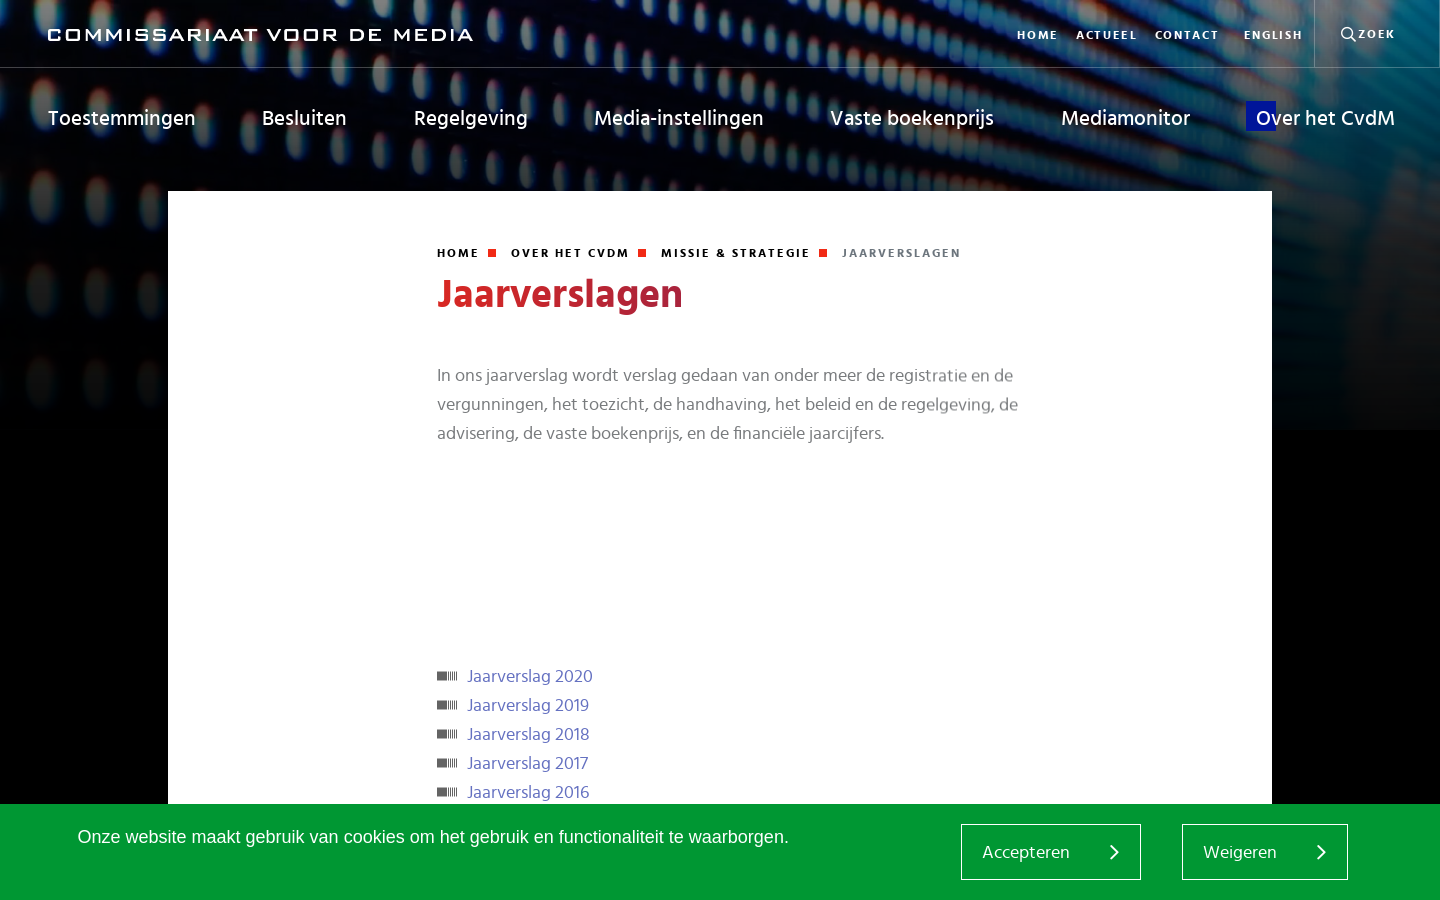 COMMISSARIAAT VOOR DE MEDIA
HOME ACTUEEL CONTACT ENGLISH ZOEK
Toestemmingen Besluiten Regelgeving Media-instellingen Vaste boekenprijs Mediamonitor Over het CvdM
HOME OVER HET CVDM MISSIE & STRATEGIE JAARVERSLAGEN
Jaarverslagen
In ons jaarverslag wordt verslag gedaan van onder meer de registratie en de
vergunningen, het toezicht, de handhaving, het beleid en de regelgeving, de
advisering, de vaste boekenprijs, en de financiële jaarcijfers.
Jaarverslag 2020
Jaarverslag 2019
Jaarverslag 2018
Jaarverslag 2017
Jaarverslag 2016
Onze website maakt gebruik van cookies om het gebruik en functionaliteit te waarborgen.
Accepteren Weigeren